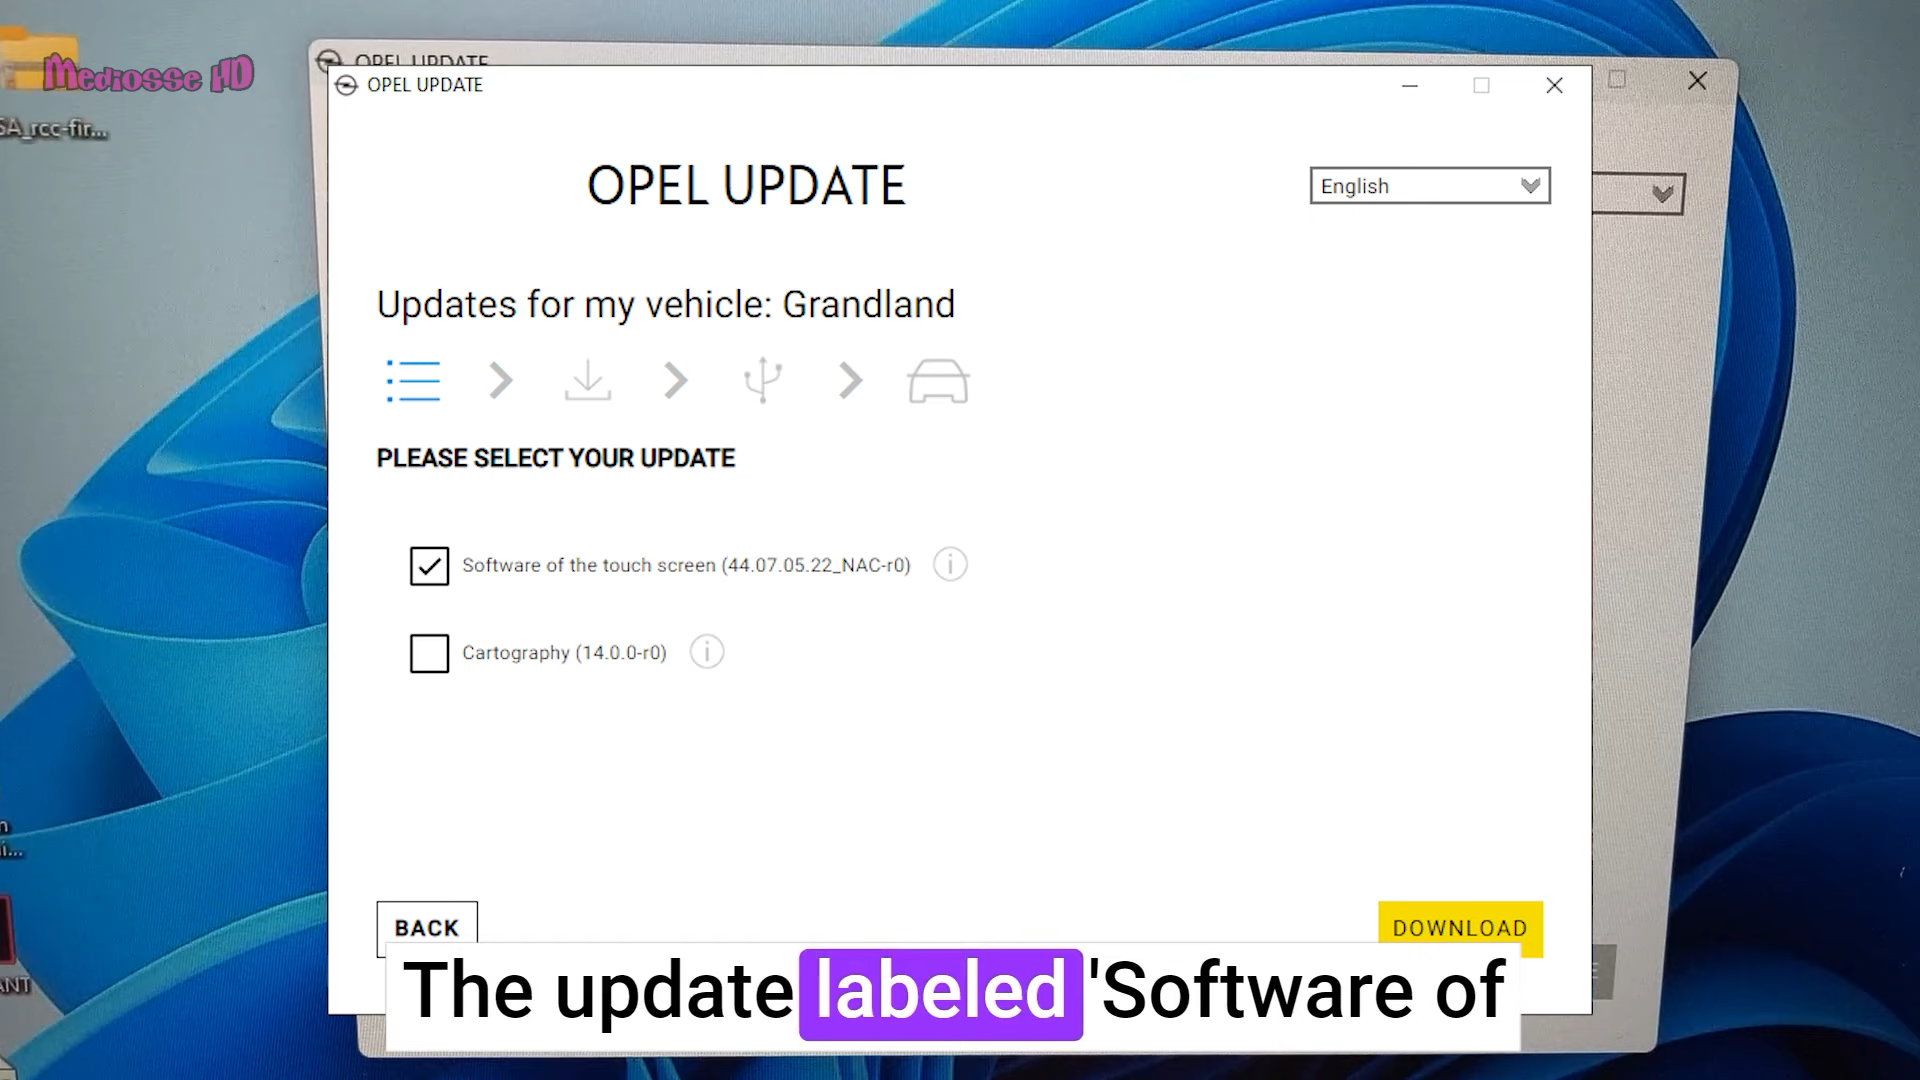 Mediosse HD
OPEL UPDATE
OPEL UPDATE
SA_rcc-fir...
OPEL UPDATE
English
Updates for my vehicle: Grandland
PLEASE SELECT YOUR UPDATE
Software of the touch screen (44.07.05.22_NAC-r0)
Cartography (14.0.0-r0)
BACK
DOWNLOAD
The update labeled 'Software of